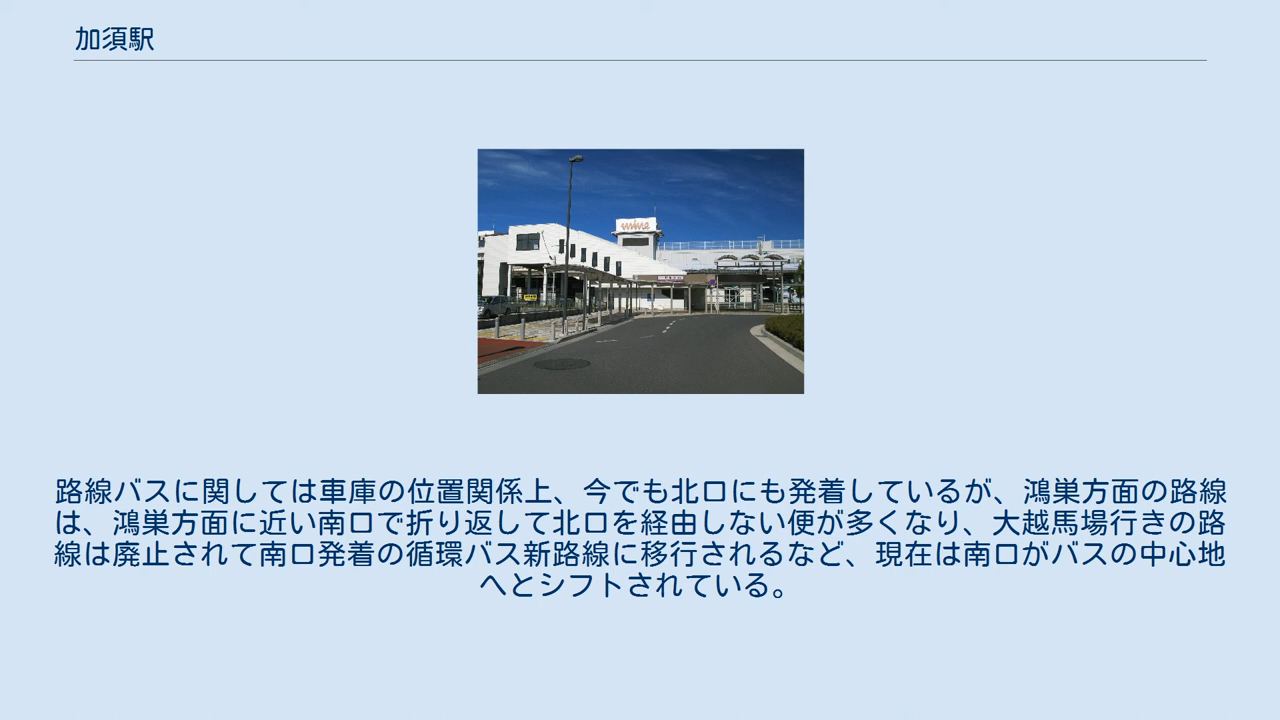 加須駅
mine
路線バスに関しては車庫の位置関係上、今でも北口にも発着しているが、鴻巣方面の路線
は、鴻巣方面に近い南口で折り返して北口を経由しない便が多くなり、大越馬場行きの路
線は廃止されて南口発着の循環バス新路線に移行されるなど、現在は南口がバスの中心地
へとシフトされている。